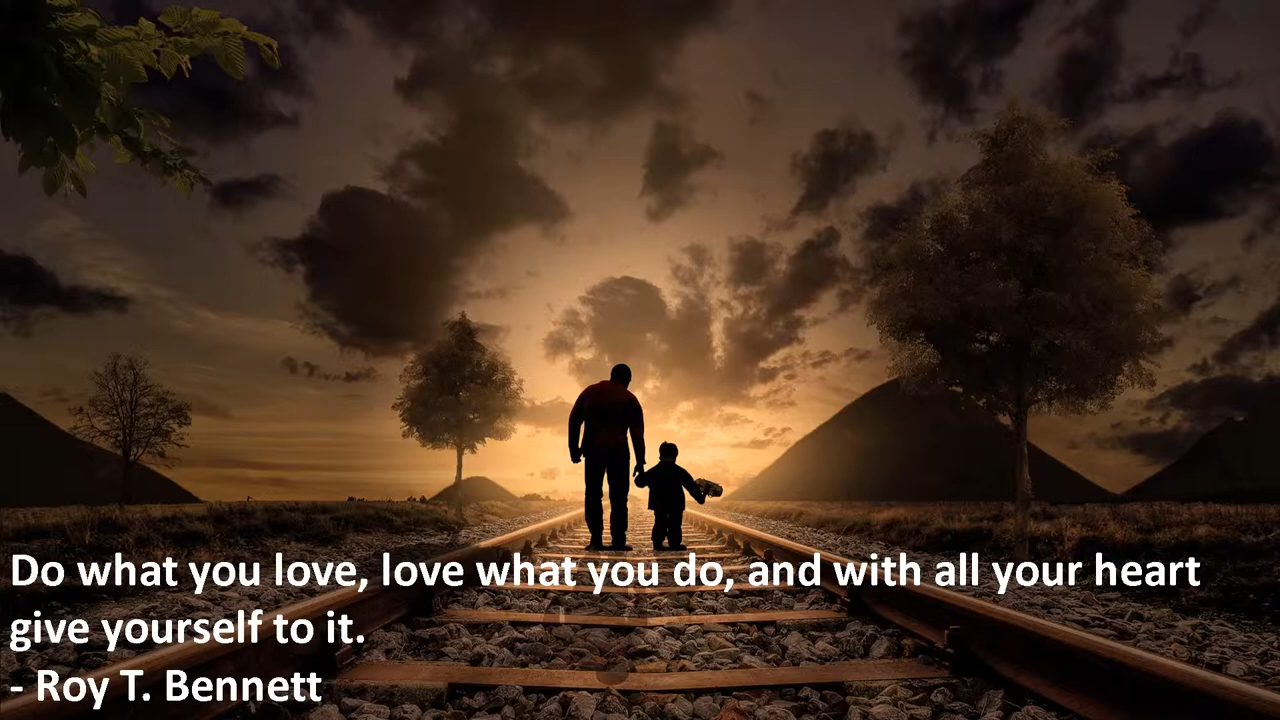 Do what you love, love what you do, and with all your heart
give yourself to it.
- Roy T. Bennett